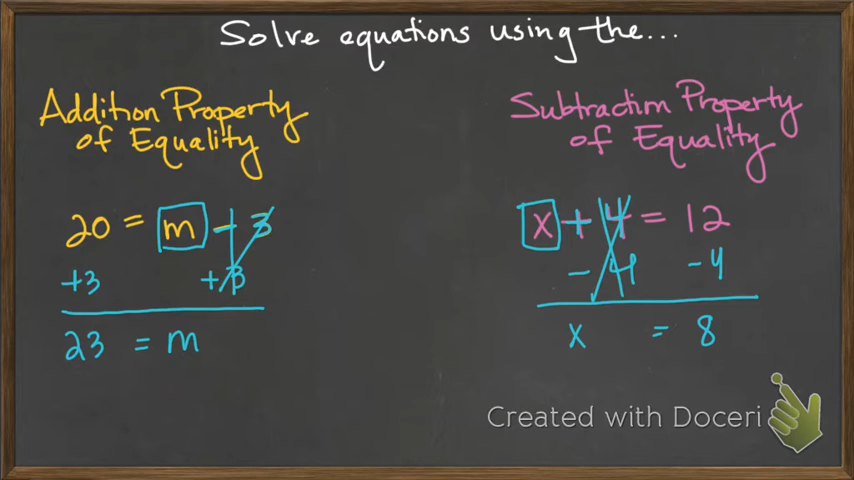 Solve equations using the...
Addition Property
of Equality
Subtraction Property
of Equality
20 = m - 3
+3 +3
23 = m
x + 4 = 12
- 4 - 4
x = 8
Created with Doceri